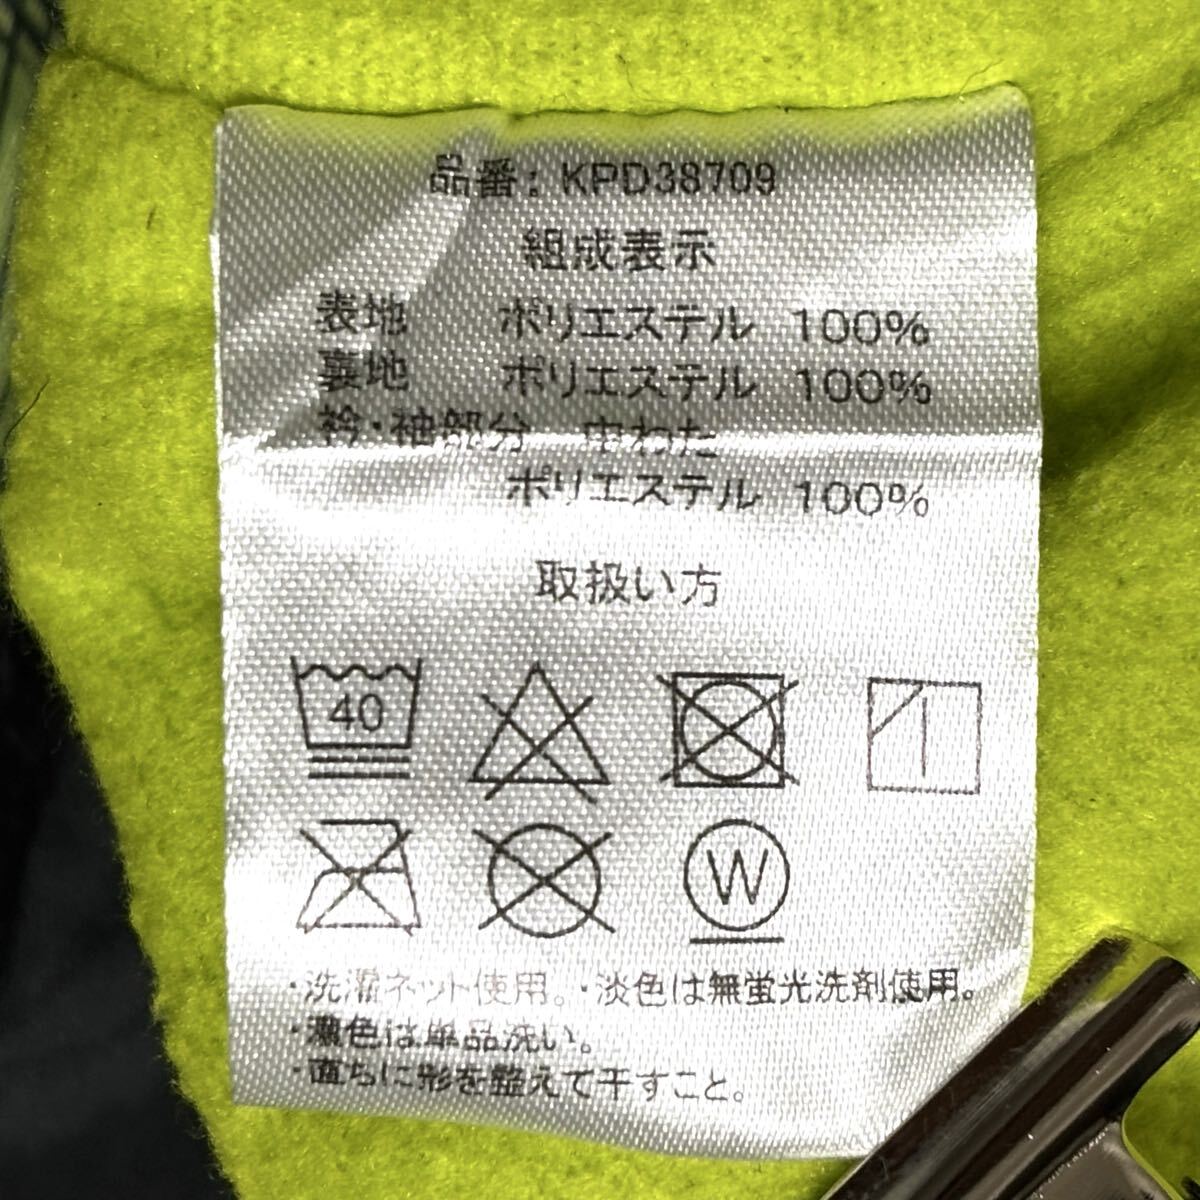 品番: KPD38709
組成表示
表地 ポリエステル 100%
裏地 ポリエステル 100%
衿・袖部分 中わた
ポリエステル 100%
取扱い方
40
W
・洗濯ネット使用。・淡色は無蛍光洗剤使用。
・濃色は単品洗い。
・直ちに形を整えて干すこと。